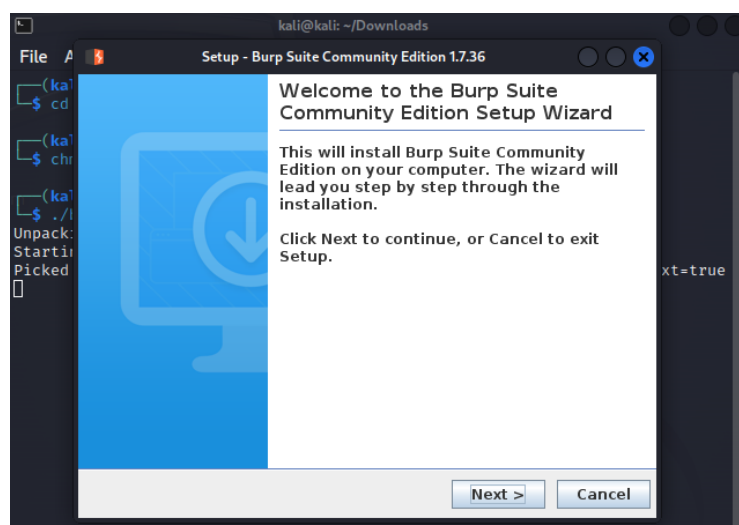 kali@kali: ~/Downloads
File
Setup - Burp Suite Community Edition 1.7.36
Welcome to the Burp Suite
Community Edition Setup Wizard
This will install Burp Suite Community
Edition on your computer. The wizard will
lead you step by step through the
installation.
Click Next to continue, or Cancel to exit
Setup.
$ cd
$ ./
Picked xt=true
Next > Cancel